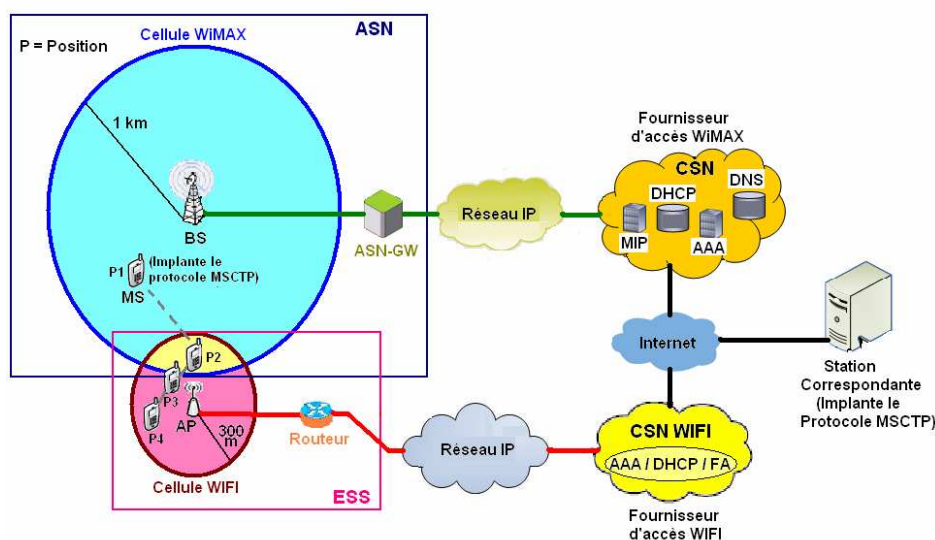 Cellule WiMAX
ASN
P = Position
1 km
BS
P1
(Implante le
protocole MSCTP)
MS
ASN-GW
Réseau IP
Fournisseur
d'accès WiMAX
CSN
DHCP
DNS
MIP
AAA
Internet
Station
Correspondante
(Implante le
Protocole MSCTP)
P2
P3
P4
AP
300
m
Cellule WIFI
ESS
Routeur
Réseau IP
CSN WIFI
AAA / DHCP / FA
Fournisseur
d'accès WIFI